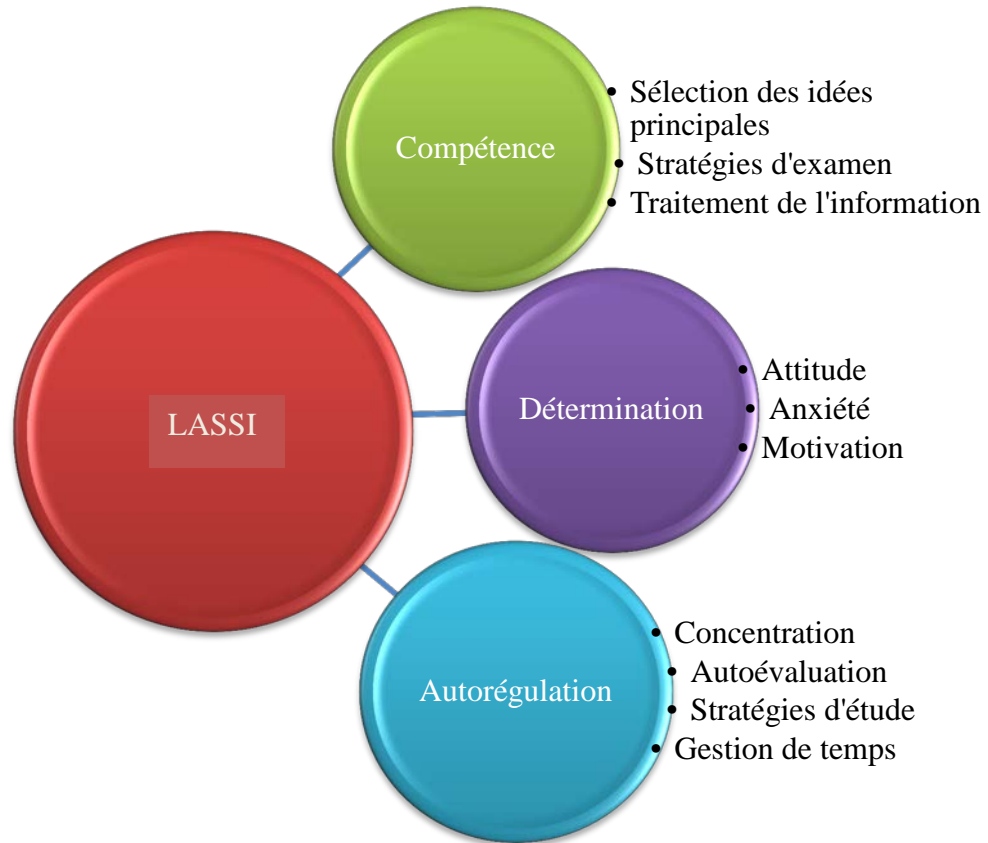 LASSI
Compétence
• Sélection des idées
principales
• Stratégies d'examen
• Traitement de l'information
Détermination
• Attitude
• Anxiété
• Motivation
Autorégulation
• Concentration
• Autoévaluation
• Stratégies d'étude
• Gestion de temps